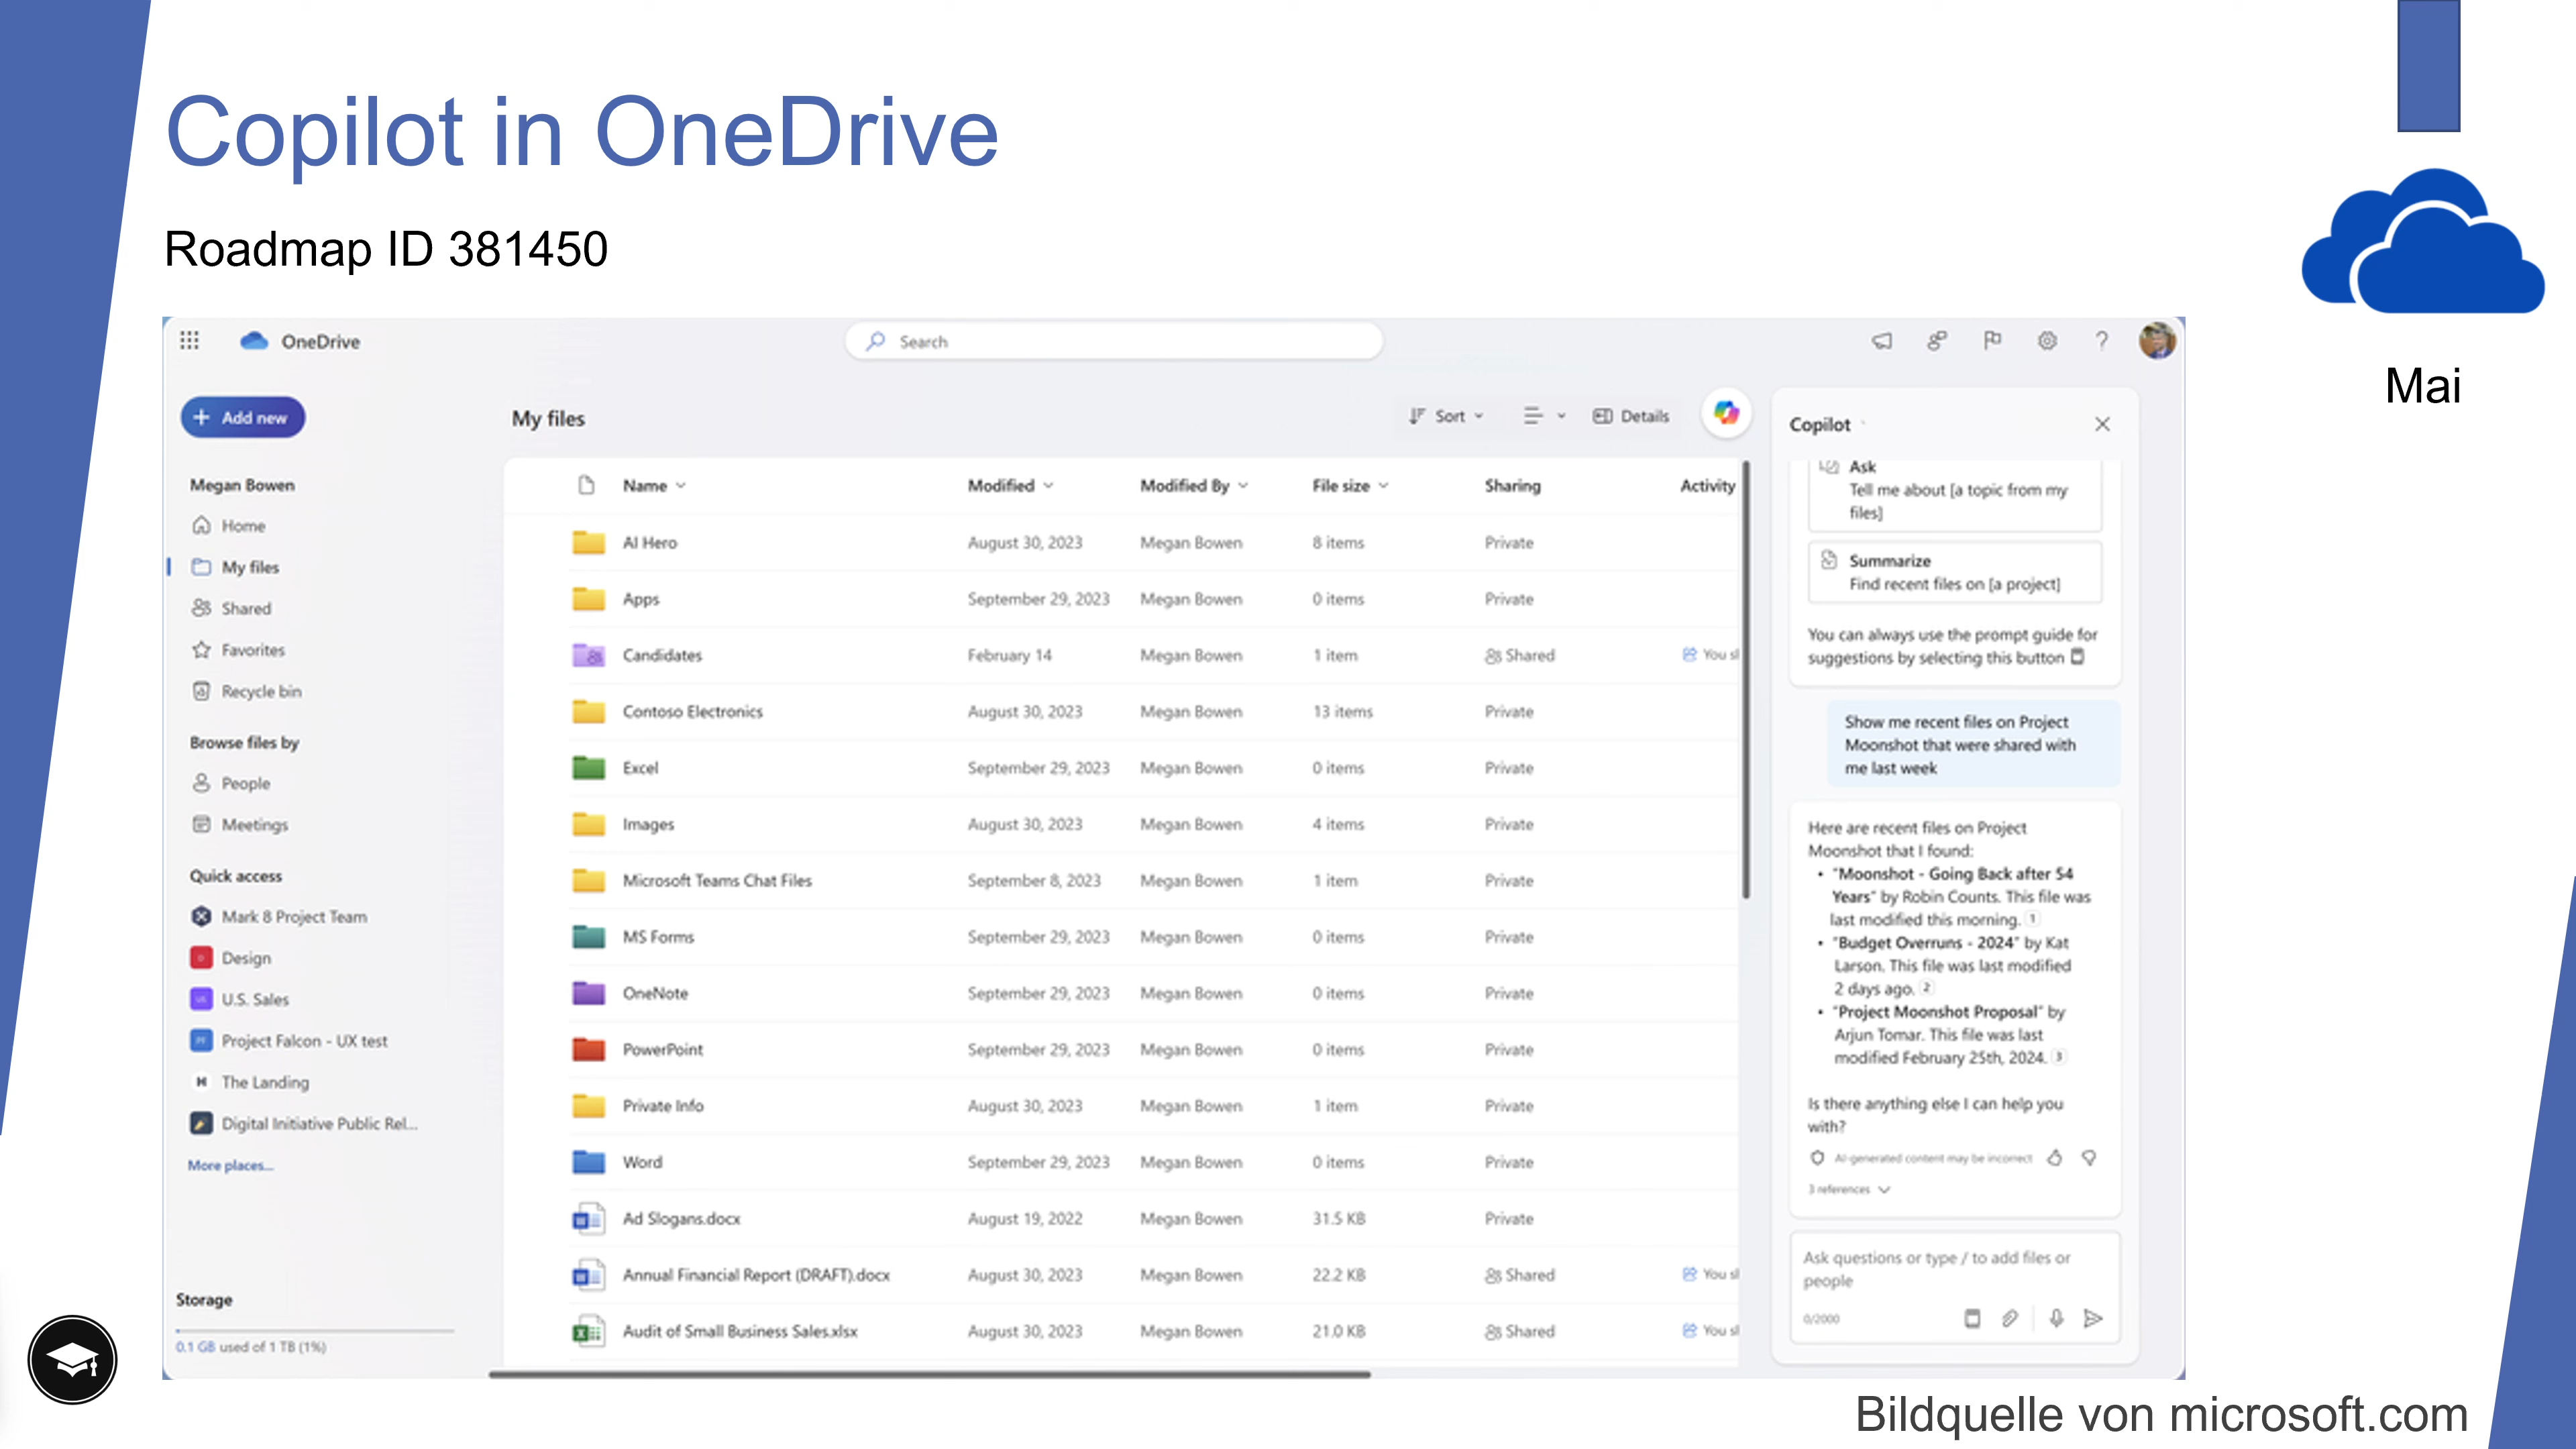 Copilot in OneDrive
Roadmap ID 381450
Mai
OneDrive
Search
Add new
Megan Bowen
Home
My files
Shared
Favorites
Recycle bin
Browse files by
People
Meetings
Quick access
Mark 8 Project Team
Design
U.S. Sales
Project Falcon - UX test
The Landing
Digital Initiative Public Rel...
More places...
Storage
0.1 GB used of 1 TB (1%)
My files
Sort
Details
Name Modified Modified By File size Sharing Activity
AI Hero August 30, 2023 Megan Bowen 8 items Private
Apps September 29, 2023 Megan Bowen 0 items Private
Candidates February 14 Megan Bowen 1 item Shared You
Contoso Electronics August 30, 2023 Megan Bowen 13 items Private
Excel September 29, 2023 Megan Bowen 0 items Private
Images August 30, 2023 Megan Bowen 4 items Private
Microsoft Teams Chat Files September 8, 2023 Megan Bowen 1 item Private
MS Forms September 29, 2023 Megan Bowen 0 items Private
OneNote September 29, 2023 Megan Bowen 0 items Private
PowerPoint September 29, 2023 Megan Bowen 0 items Private
Private Info August 30, 2023 Megan Bowen 1 item Private
Word September 29, 2023 Megan Bowen 0 items Private
Ad Slogans.docx August 19, 2022 Megan Bowen 31.5 KB Private
Annual Financial Report (DRAFT).docx August 30, 2023 Megan Bowen 22.2 KB Shared You
Audit of Small Business Sales.xlsx August 30, 2023 Megan Bowen 21.0 KB Shared You
Copilot
Ask
Tell me about [a topic from my
files]
Summarize
Find recent files on [a project]
You can always use the prompt guide for
suggestions by selecting this button
Show me recent files on Project
Moonshot that were shared with
me last week
Here are recent files on Project
Moonshot that I found:
• "Moonshot - Going Back after 54
Years" by Robin Counts. This file was
last modified this morning. 1
• "Budget Overruns - 2024" by Kat
Larson. This file was last modified
2 days ago. 2
• "Project Moonshot Proposal" by
Arjun Tomar. This file was last
modified February 25th, 2024. 3
Is there anything else I can help you
with?
AI-generated content may be incorrect
3 references
Ask questions or type / to add files or
people
0/2000
Bildquelle von microsoft.com